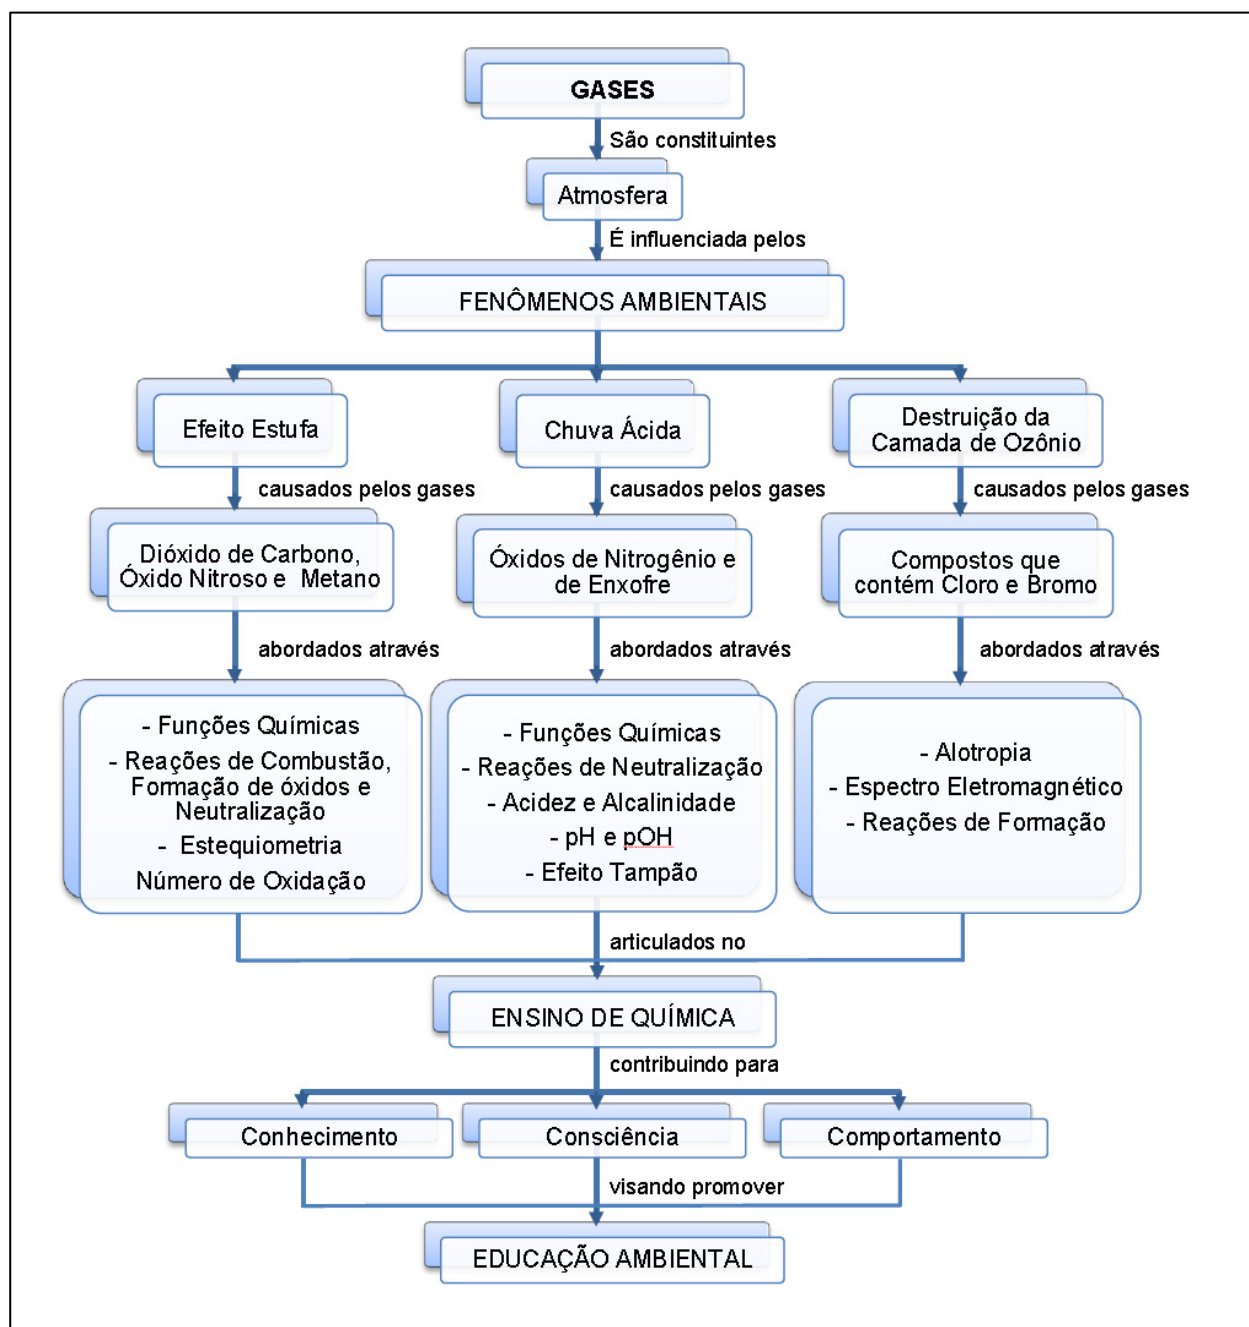 GASES
São constituintes
Atmosfera
É influenciada pelos
FENÔMENOS AMBIENTAIS
Efeito Estufa
Chuva Ácida
Destruição da
Camada de Ozônio
causados pelos gases
causados pelos gases
causados pelos gases
Dióxido de Carbono,
Óxido Nitroso e Metano
Óxidos de Nitrogênio e
de Enxofre
Compostos que
contém Cloro e Bromo
abordados através
abordados através
abordados através
- Funções Químicas
- Reações de Combustão,
Formação de óxidos e
Neutralização
- Estequiometria
Número de Oxidação
- Funções Químicas
- Reações de Neutralização
- Acidez e Alcalinidade
- pH e pOH
- Efeito Tampão
- Alotropia
- Espectro Eletromagnético
- Reações de Formação
articulados no
ENSINO DE QUÍMICA
contribuindo para
Conhecimento
Consciência
Comportamento
visando promover
EDUCAÇÃO AMBIENTAL